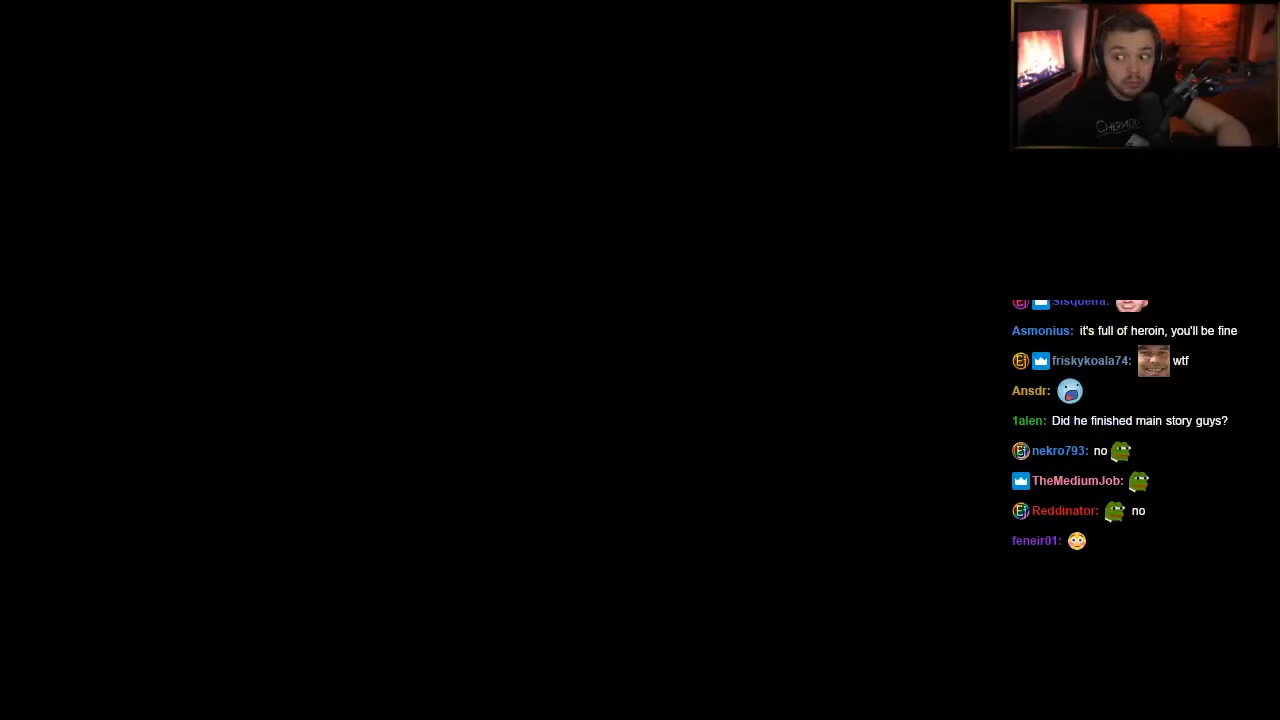 Sisqueira:
Asmonius: it's full of heroin, you'll be fine
friskykoala74: wtf
Ansdr:
1alen: Did he finished main story guys?
nekro793: no
TheMediumJob:
Reddinator: no
feneir01: